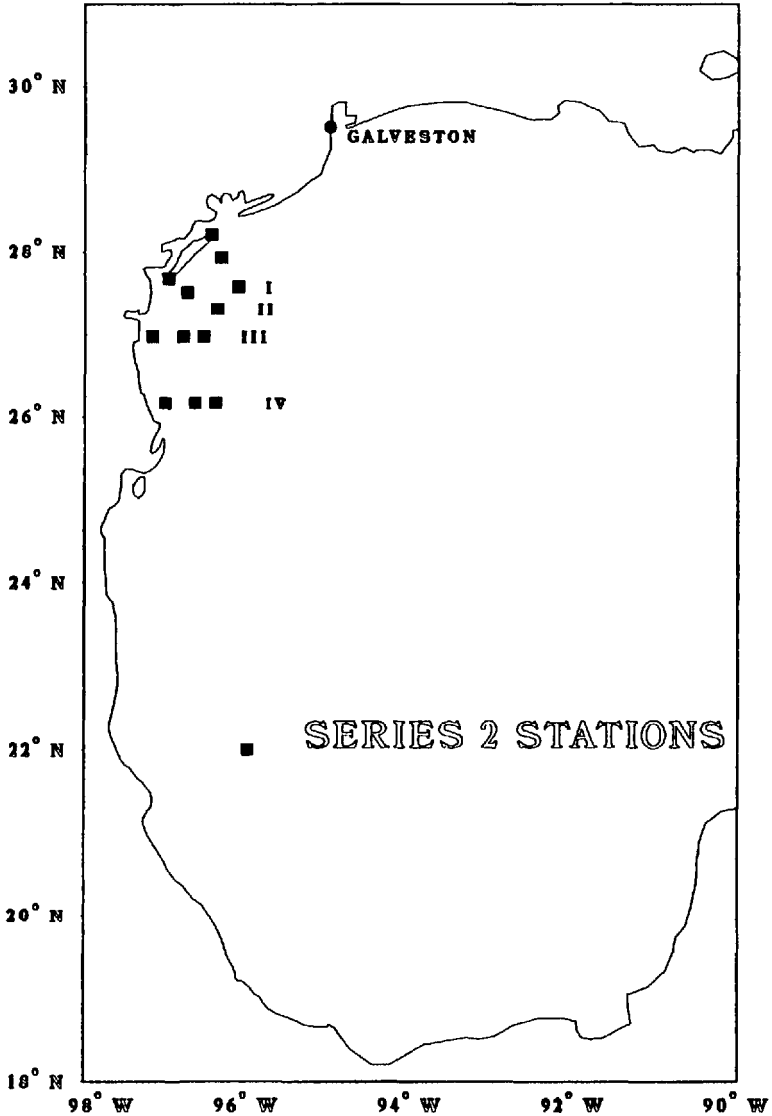 30° N
GALVESTON
28° N
I
II
III
26° N
IV
24° N
SERIES 2 STATIONS
22° N
20° N
18° N
98° W 96° W 94° W 92° W 90° W